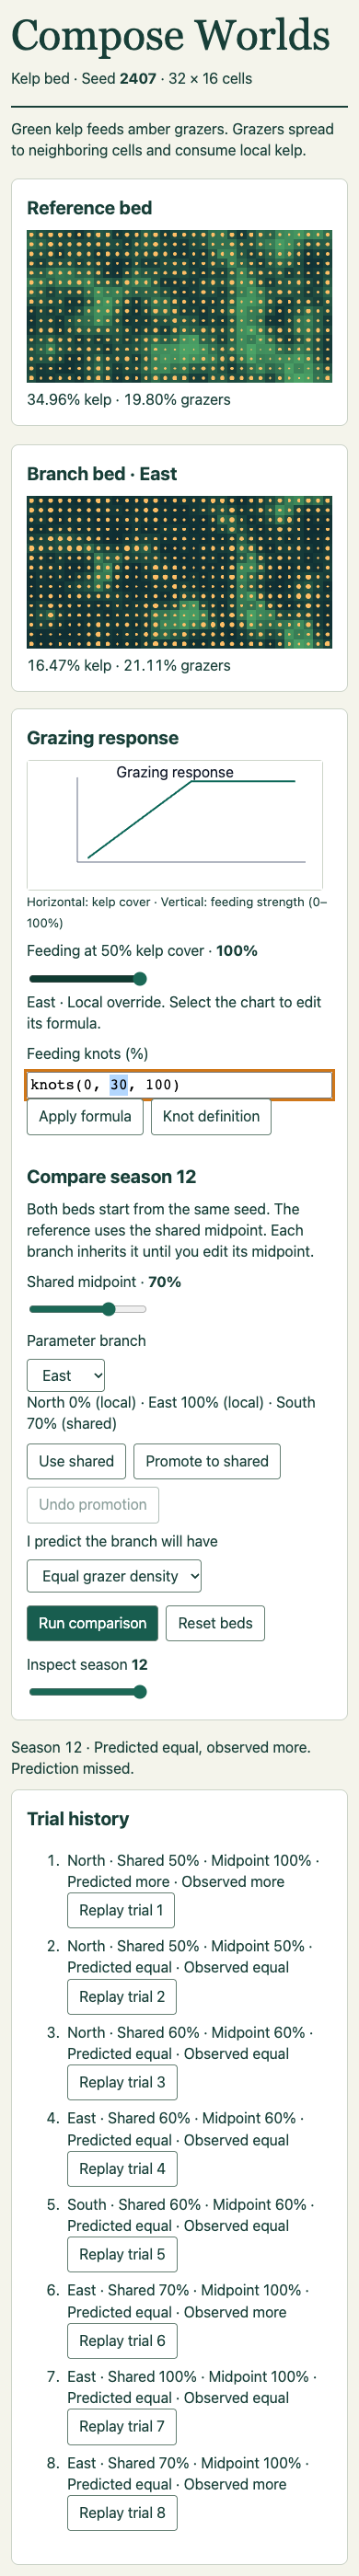 Compose Worlds
Kelp bed · Seed 2407 · 32 × 16 cells
Green kelp feeds amber grazers. Grazers spread
to neighboring cells and consume local kelp.
Reference bed
34.96% kelp · 19.80% grazers
Branch bed · East
16.47% kelp · 21.11% grazers
Grazing response
Grazing response
Horizontal: kelp cover · Vertical: feeding strength (0–
100%)
Feeding at 50% kelp cover · 100%
East · Local override. Select the chart to edit
its formula.
Feeding knots (%)
knots(0, 30, 100)
Apply formula
Knot definition
Compare season 12
Both beds start from the same seed. The
reference uses the shared midpoint. Each
branch inherits it until you edit its midpoint.
Shared midpoint · 70%
Parameter branch
East
North 0% (local) · East 100% (local) · South
70% (shared)
Use shared
Promote to shared
Undo promotion
I predict the branch will have
Equal grazer density
Run comparison
Reset beds
Inspect season 12
Season 12 · Predicted equal, observed more.
Prediction missed.
Trial history
1. North · Shared 50% · Midpoint 100% ·
Predicted more · Observed more
Replay trial 1
2. North · Shared 50% · Midpoint 50% ·
Predicted equal · Observed equal
Replay trial 2
3. North · Shared 60% · Midpoint 60% ·
Predicted equal · Observed equal
Replay trial 3
4. East · Shared 60% · Midpoint 60% ·
Predicted equal · Observed equal
Replay trial 4
5. South · Shared 60% · Midpoint 60% ·
Predicted equal · Observed equal
Replay trial 5
6. East · Shared 70% · Midpoint 100% ·
Predicted equal · Observed more
Replay trial 6
7. East · Shared 100% · Midpoint 100% ·
Predicted equal · Observed equal
Replay trial 7
8. East · Shared 70% · Midpoint 100% ·
Predicted equal · Observed more
Replay trial 8